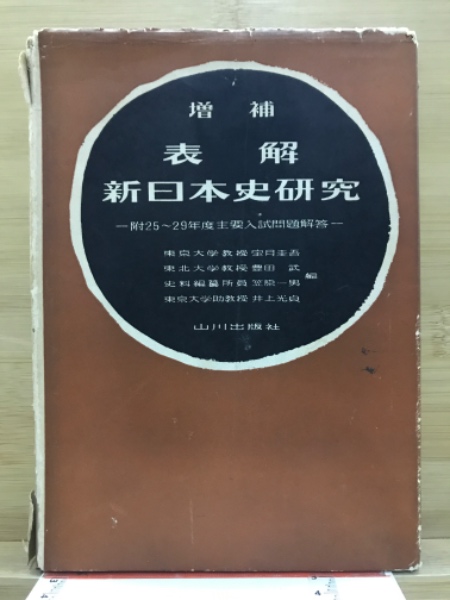 増補
表解
新日本史研究
―附25～29年度主要入試問題解答―
東京大学教授 宝月圭吾
東北大学教授 豊田 武
史料編纂所員 笠原一男 編
東京大学助教授 井上光貞
山川出版社